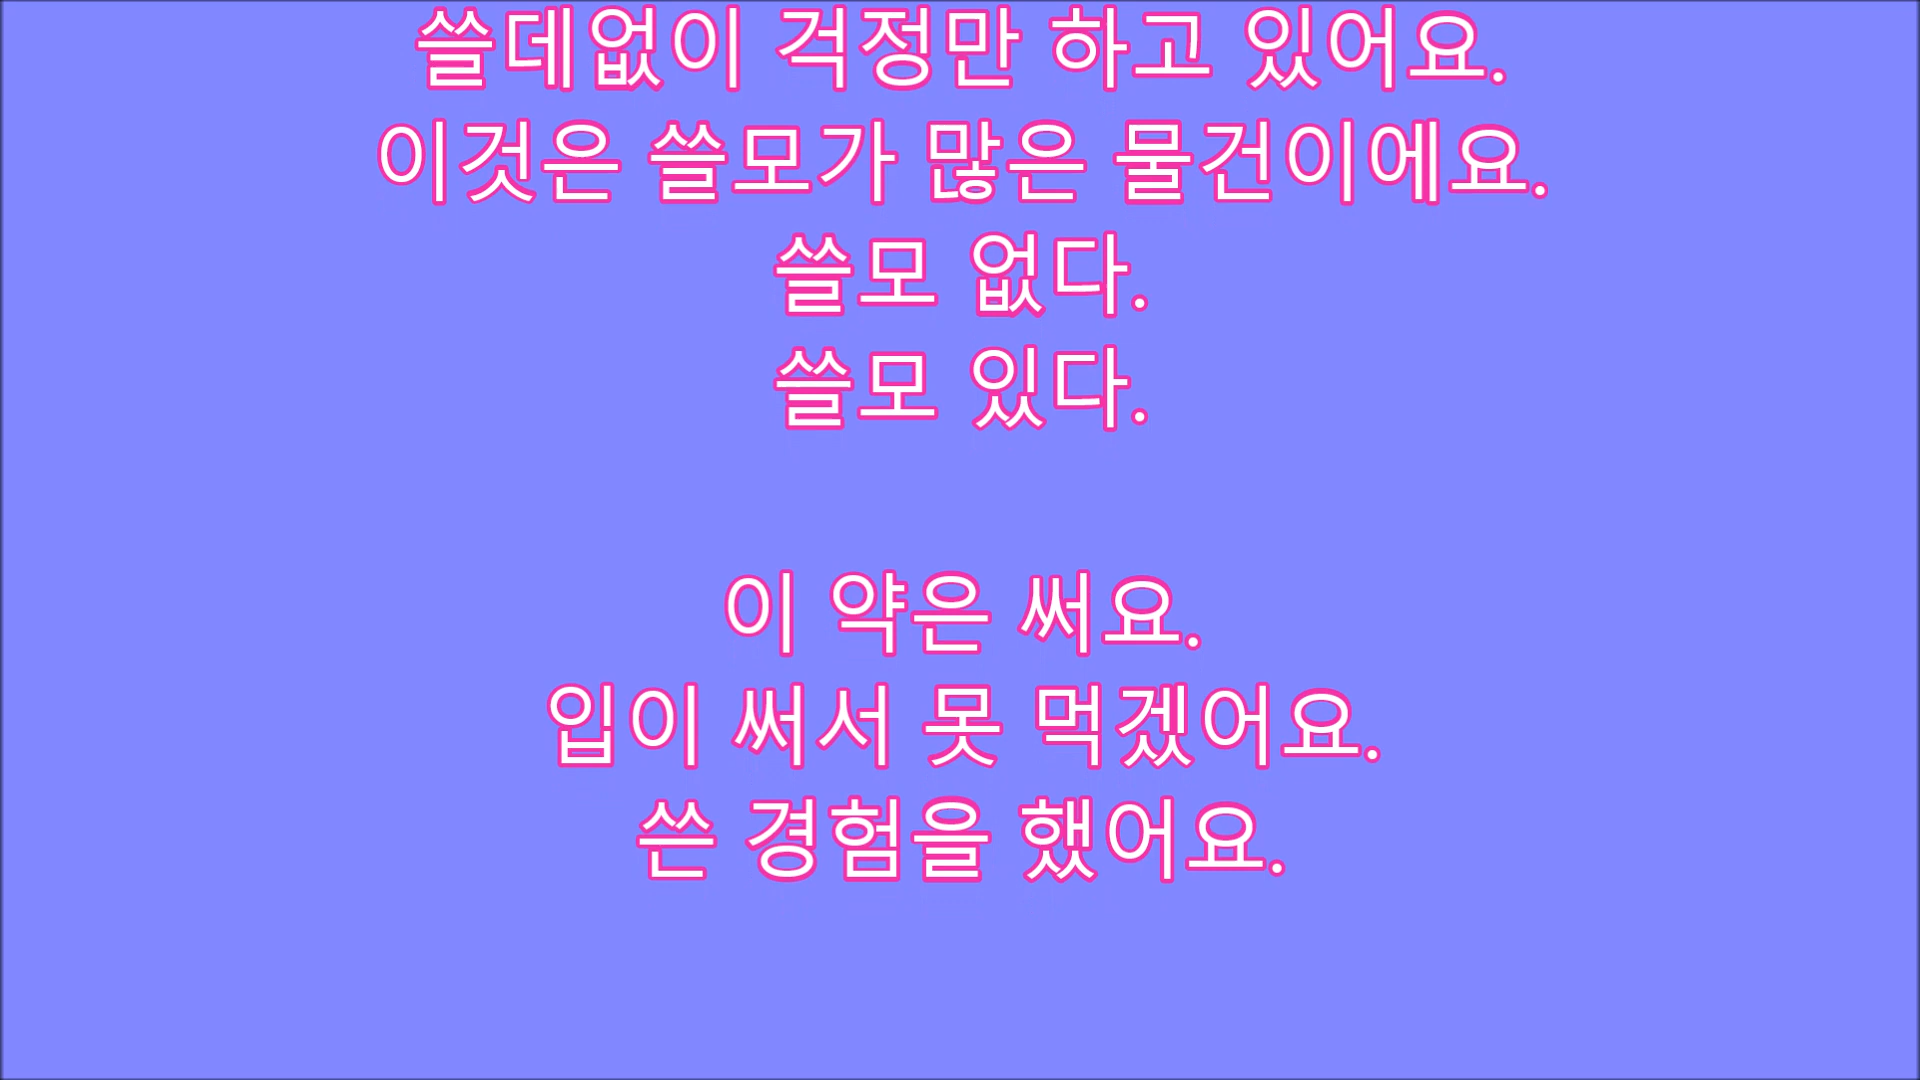 쓸데없이 걱정만 하고 있어요.
이것은 쓸모가 많은 물건이에요.
쓸모 없다.
쓸모 있다.
이 약은 써요.
입이 써서 못 먹겠어요.
쓴 경험을 했어요.